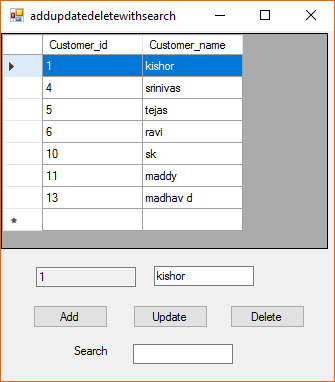 addupdatedeletewithsearch
Customer_id Customer_name
1 kishor
4 srinivas
5 tejas
6 ravi
10 sk
11 maddy
13 madhav d
1 kishor
Add Update Delete
Search